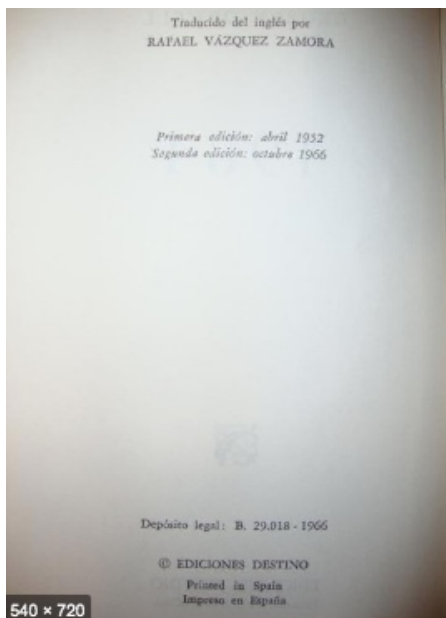 Traducido del inglés por
RAFAEL VÁZQUEZ ZAMORA
Primera edición: abril 1952
Segunda edición: octubre 1966
Depósito legal: B. 29.018 - 1966
© EDICIONES DESTINO
Printed in Spain
Impreso en España
540 × 720